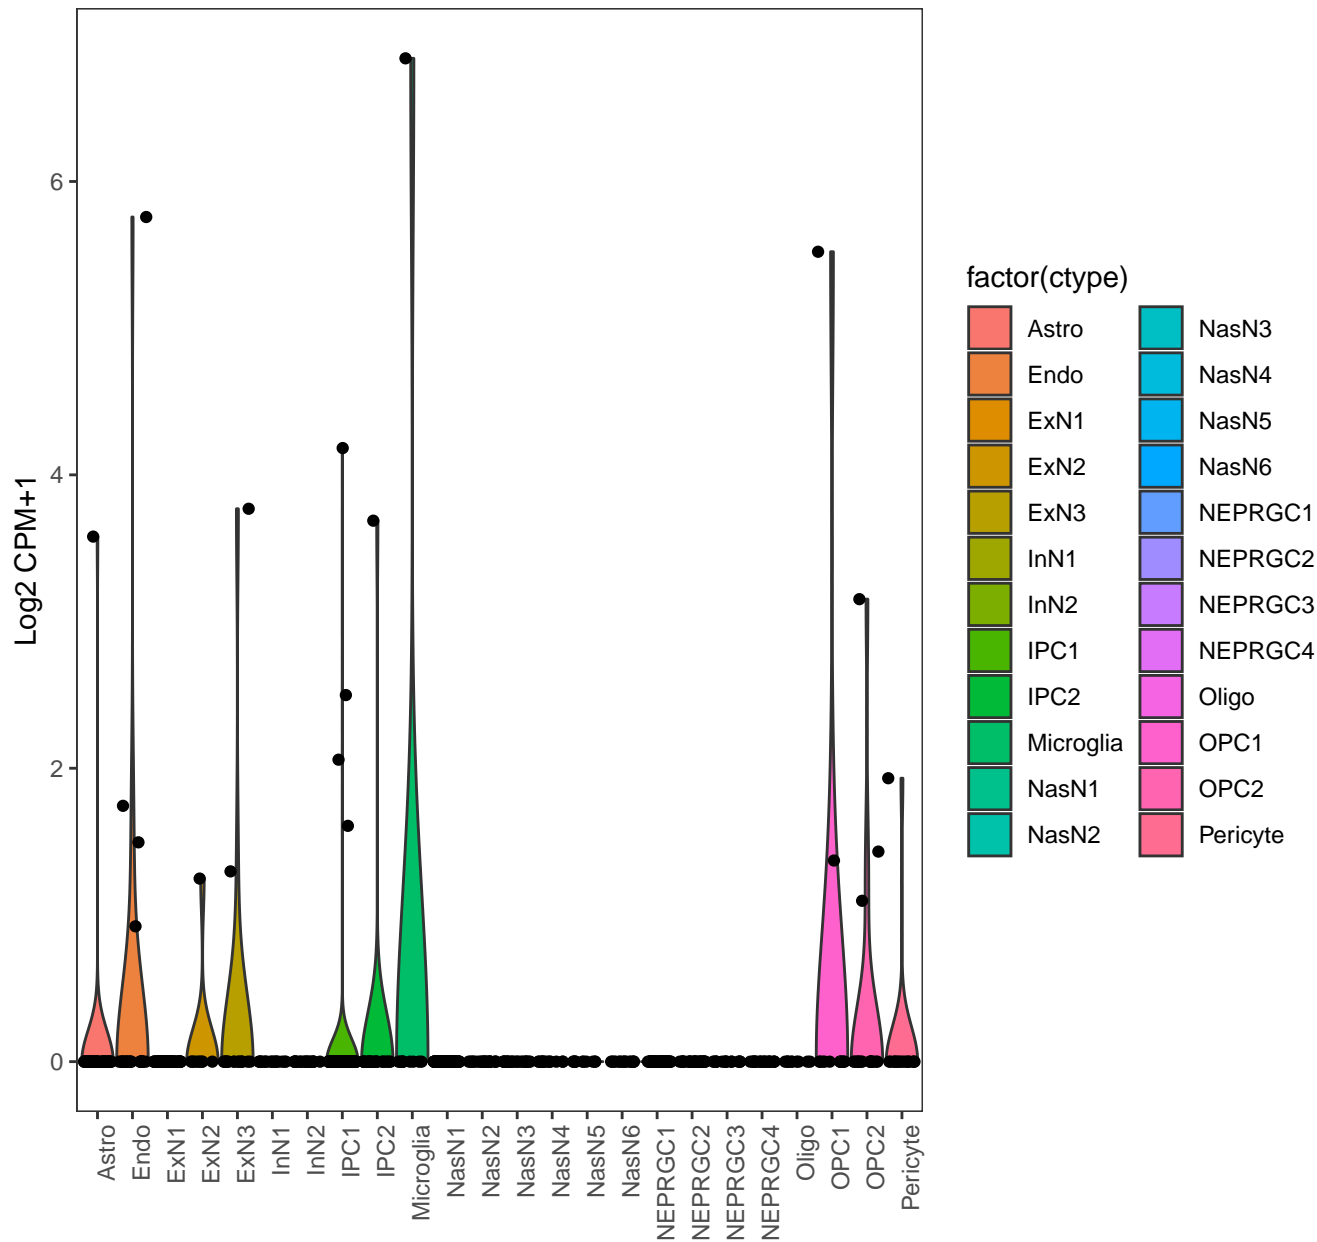 6
4
2
0
Log2 CPM+1
Astro
Endo
ExN1
ExN2
ExN3
InN1
InN2
IPC1
IPC2
Microglia
NasN1
NasN2
NasN3
NasN4
NasN5
NasN6
NEPRGC1
NEPRGC2
NEPRGC3
NEPRGC4
Oligo
OPC1
OPC2
Pericyte
factor(ctype)
Astro
Endo
ExN1
ExN2
ExN3
InN1
InN2
IPC1
IPC2
Microglia
NasN1
NasN2
NasN3
NasN4
NasN5
NasN6
NEPRGC1
NEPRGC2
NEPRGC3
NEPRGC4
Oligo
OPC1
OPC2
Pericyte